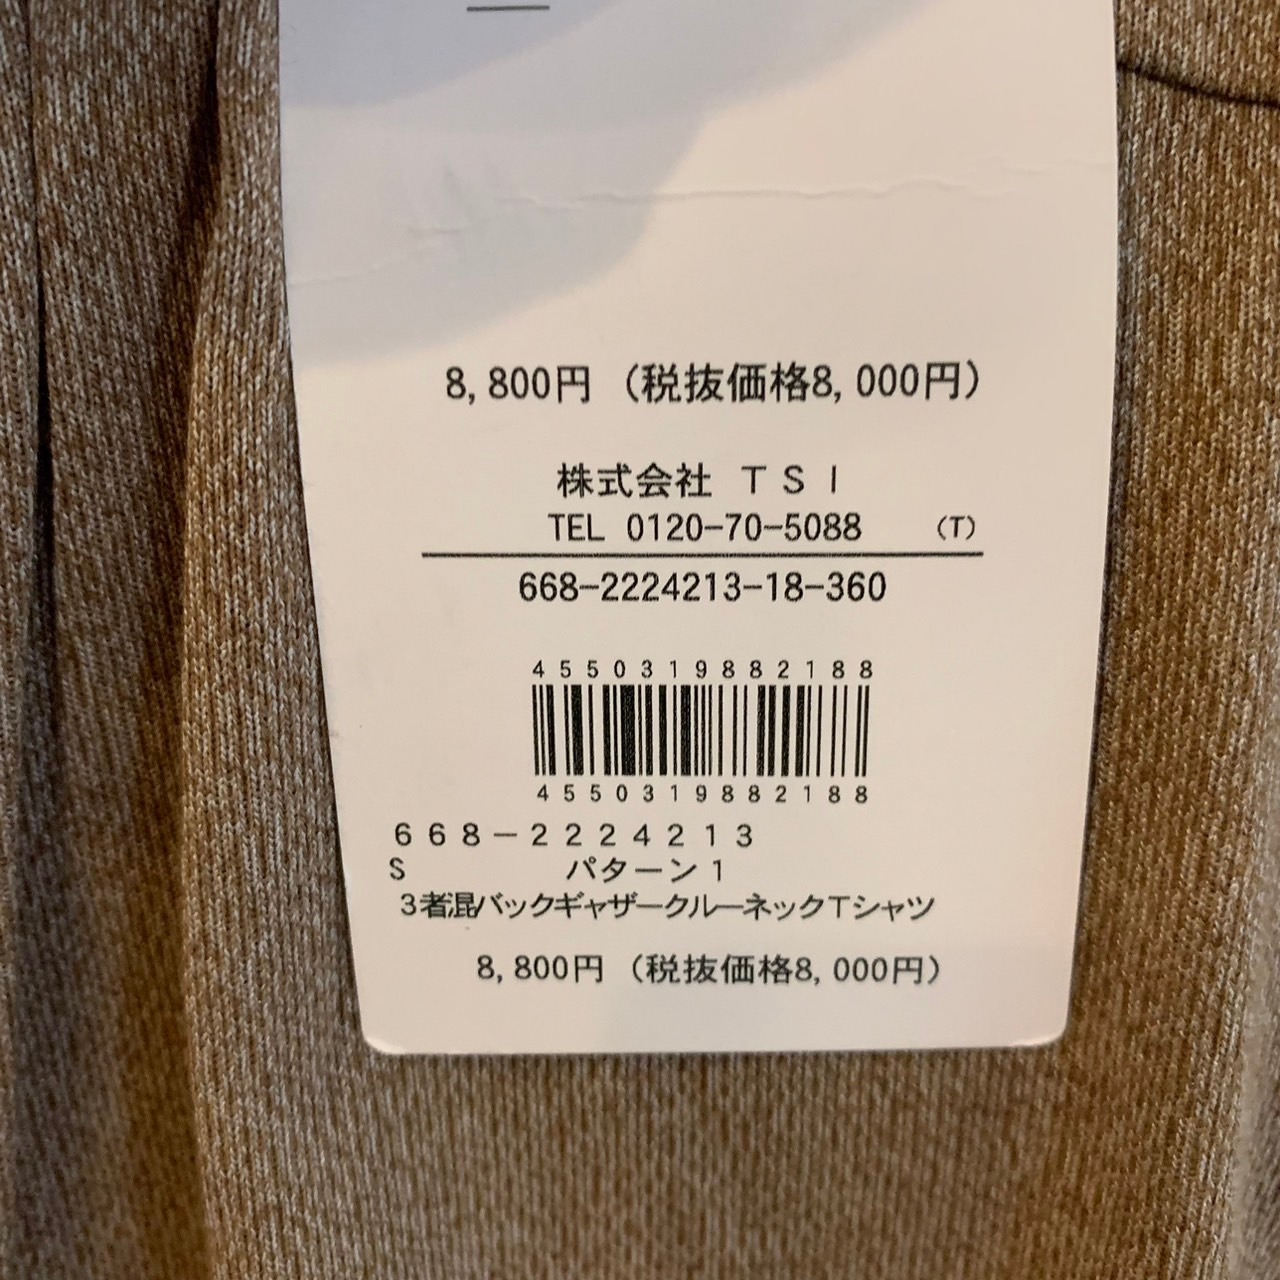 8,800円（税抜価格8,000円）
株式会社 ＴＳＩ
TEL 0120-70-5088 （T）
668-2224213-18-360
4550319882188
4550319882188
６６８－２２２４２１３
S パターン１
３者混バックギャザークルーネックＴシャツ
8,800円（税抜価格8,000円）